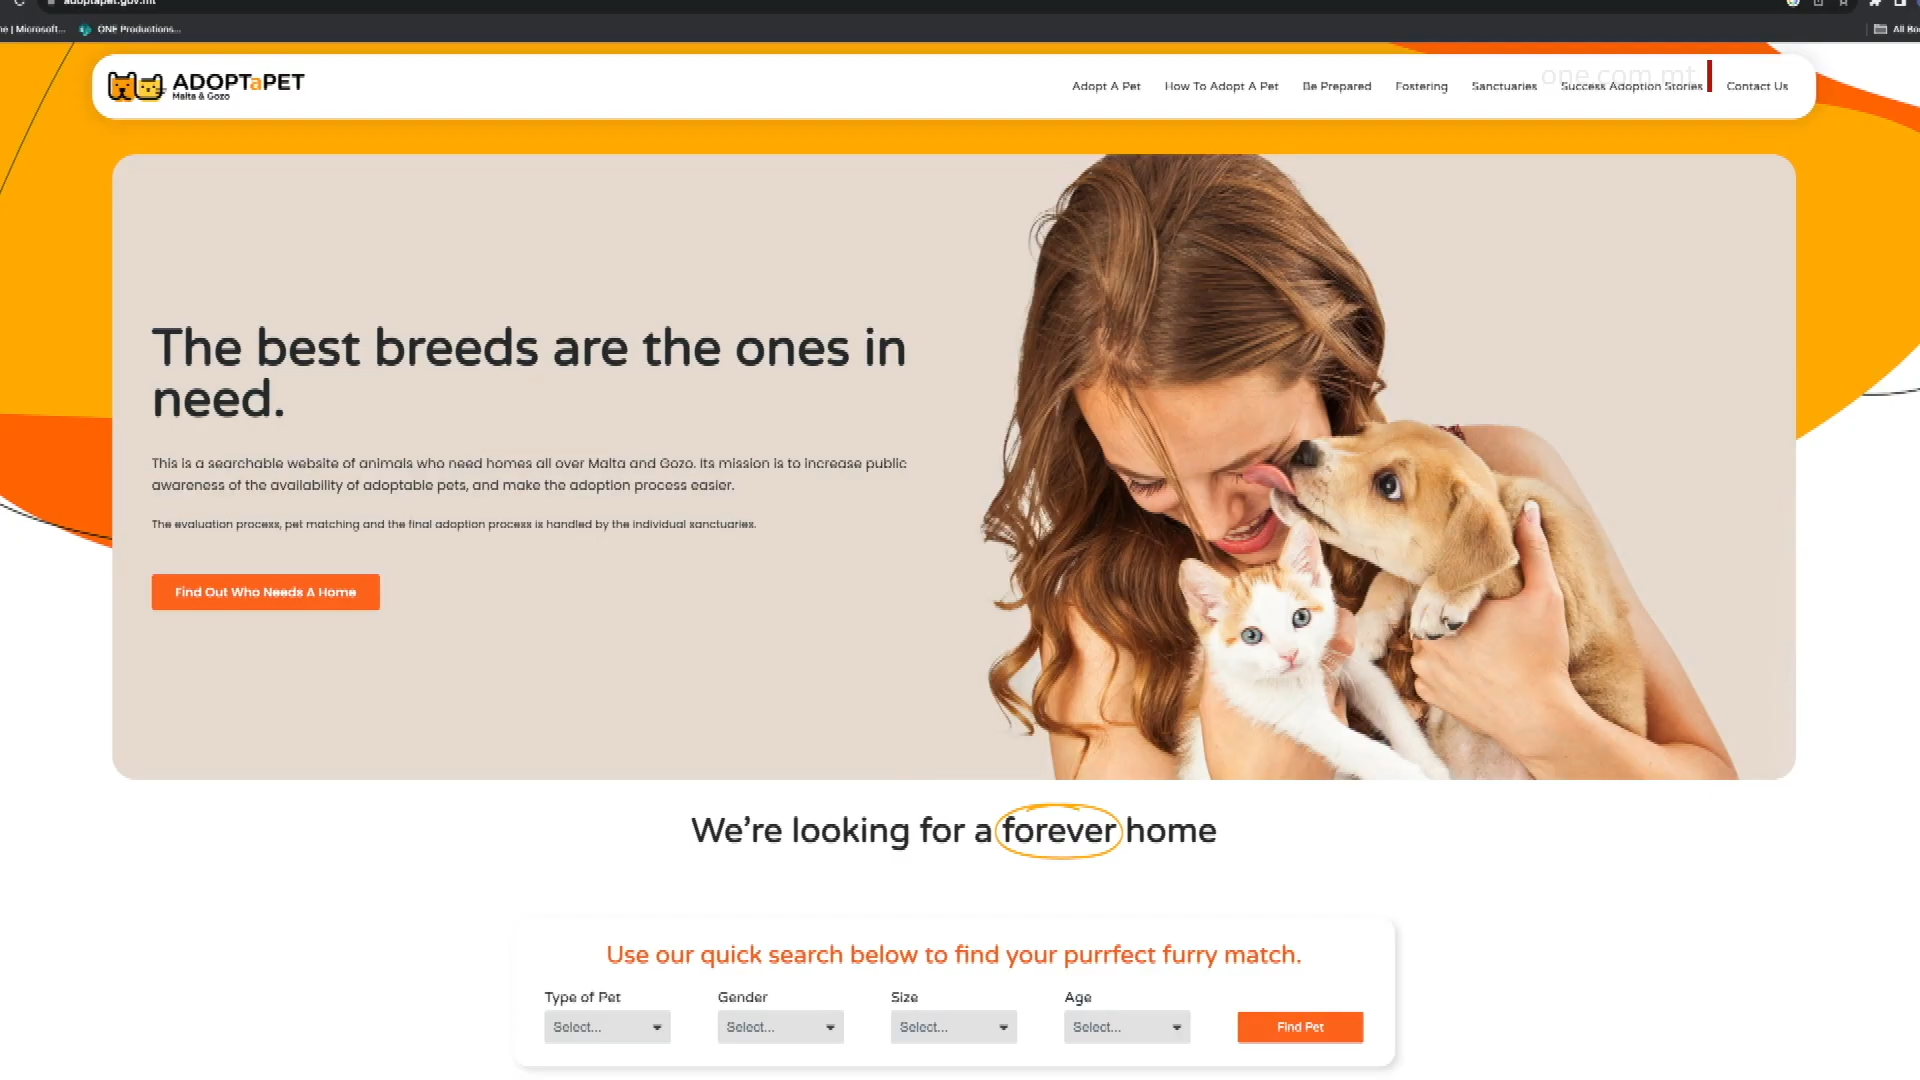 adoptapet.gov.mt
ne | Microsoft...
ONE Productions...
All Boo
ADOPTaPET
Malta & Gozo
Adopt A Pet
How To Adopt A Pet
Be Prepared
Fostering
Sanctuaries
Success Adoption Stories
Contact Us
one.com.mt
The best breeds are the ones in
need.
This is a searchable website of animals who need homes all over Malta and Gozo. Its mission is to increase public
awareness of the availability of adoptable pets, and make the adoption process easier.
The evaluation process, pet matching and the final adoption process is handled by the individual sanctuaries.
Find Out Who Needs A Home
We’re looking for a forever home
Use our quick search below to find your purrfect furry match.
Type of Pet
Gender
Size
Age
Select...
Select...
Select...
Select...
Find Pet